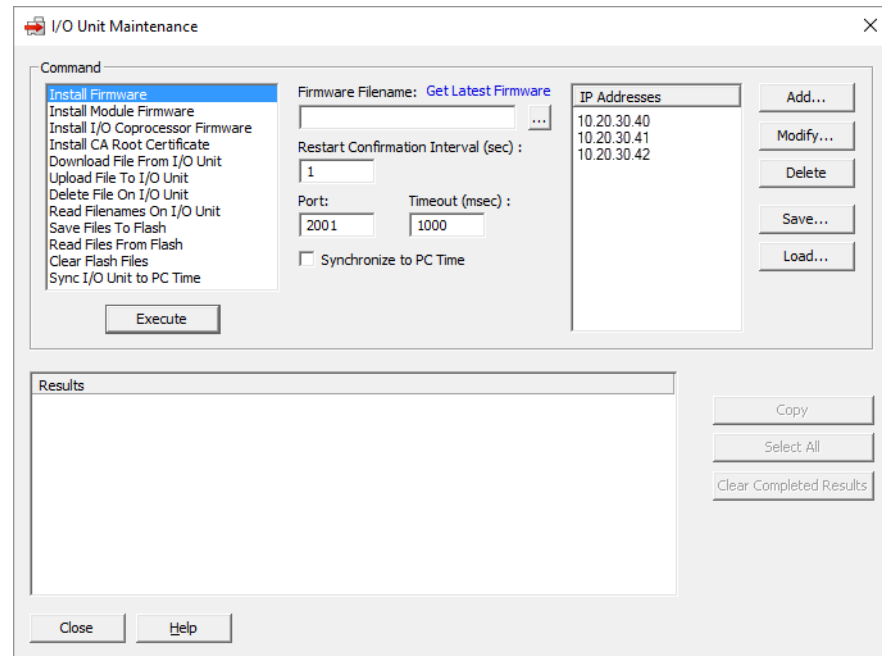 I/O Unit Maintenance
Command
Install Firmware
Install Module Firmware
Install I/O Coprocessor Firmware
Install CA Root Certificate
Download File From I/O Unit
Upload File To I/O Unit
Delete File On I/O Unit
Read Filenames On I/O Unit
Save Files To Flash
Read Files From Flash
Clear Flash Files
Sync I/O Unit to PC Time
Execute
Firmware Filename: Get Latest Firmware
...
Restart Confirmation Interval (sec) :
1
Port: Timeout (msec) :
2001 1000
Synchronize to PC Time
IP Addresses
10.20.30.40
10.20.30.41
10.20.30.42
Add...
Modify...
Delete
Save...
Load...
Results
Copy
Select All
Clear Completed Results
Close Help